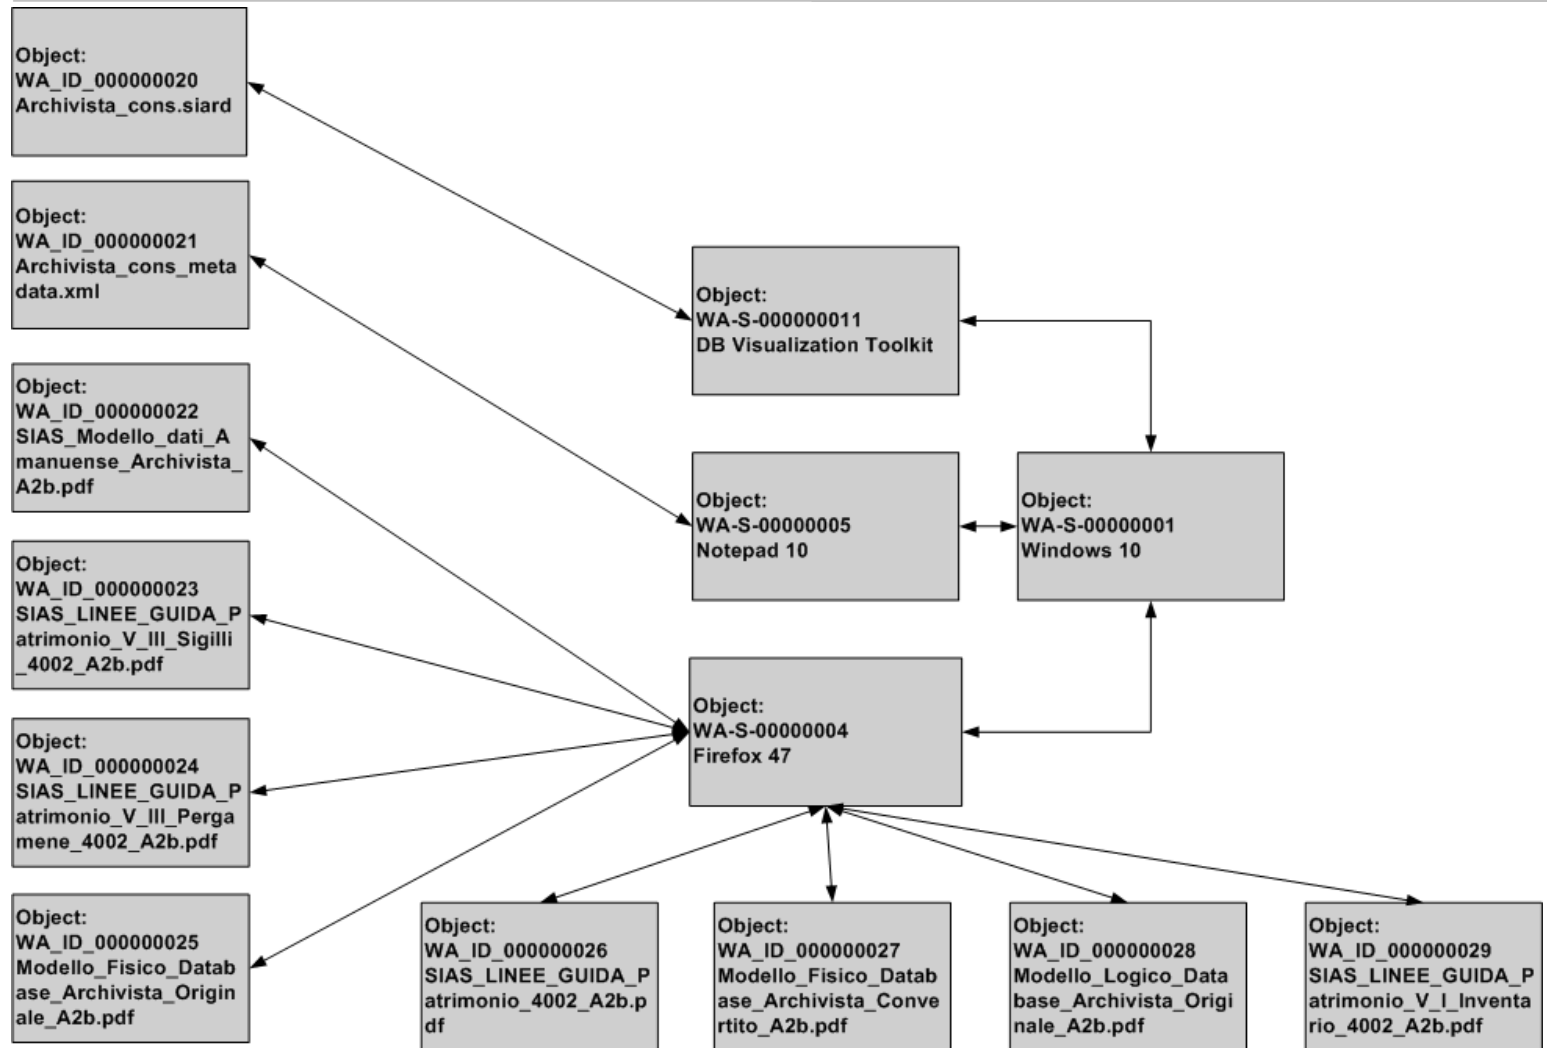 Object:
WA_ID_000000020
Archivista_cons.siard
Object:
WA_ID_000000021
Archivista_cons_meta
data.xml
Object:
WA_ID_000000022
SIAS_Modello_dati_A
manuense_Archivista_
A2b.pdf
Object:
WA_ID_000000023
SIAS_LINEE_GUIDA_P
atrimonio_V_III_Sigilli
_4002_A2b.pdf
Object:
WA_ID_000000024
SIAS_LINEE_GUIDA_P
atrimonio_V_III_Perga
mene_4002_A2b.pdf
Object:
WA_ID_000000025
Modello_Fisico_Datab
ase_Archivista_Origin
ale_A2b.pdf
Object:
WA-S-000000011
DB Visualization Toolkit
Object:
WA-S-00000005
Notepad 10
Object:
WA-S-00000001
Windows 10
Object:
WA-S-00000004
Firefox 47
Object:
WA_ID_000000026
SIAS_LINEE_GUIDA_P
atrimonio_4002_A2b.p
df
Object:
WA_ID_000000027
Modello_Fisico_Datab
ase_Archivista_Conve
rtito_A2b.pdf
Object:
WA_ID_000000028
Modello_Logico_Data
base_Archivista_Origi
nale_A2b.pdf
Object:
WA_ID_000000029
SIAS_LINEE_GUIDA_P
atrimonio_V_I_Inventa
rio_4002_A2b.pdf